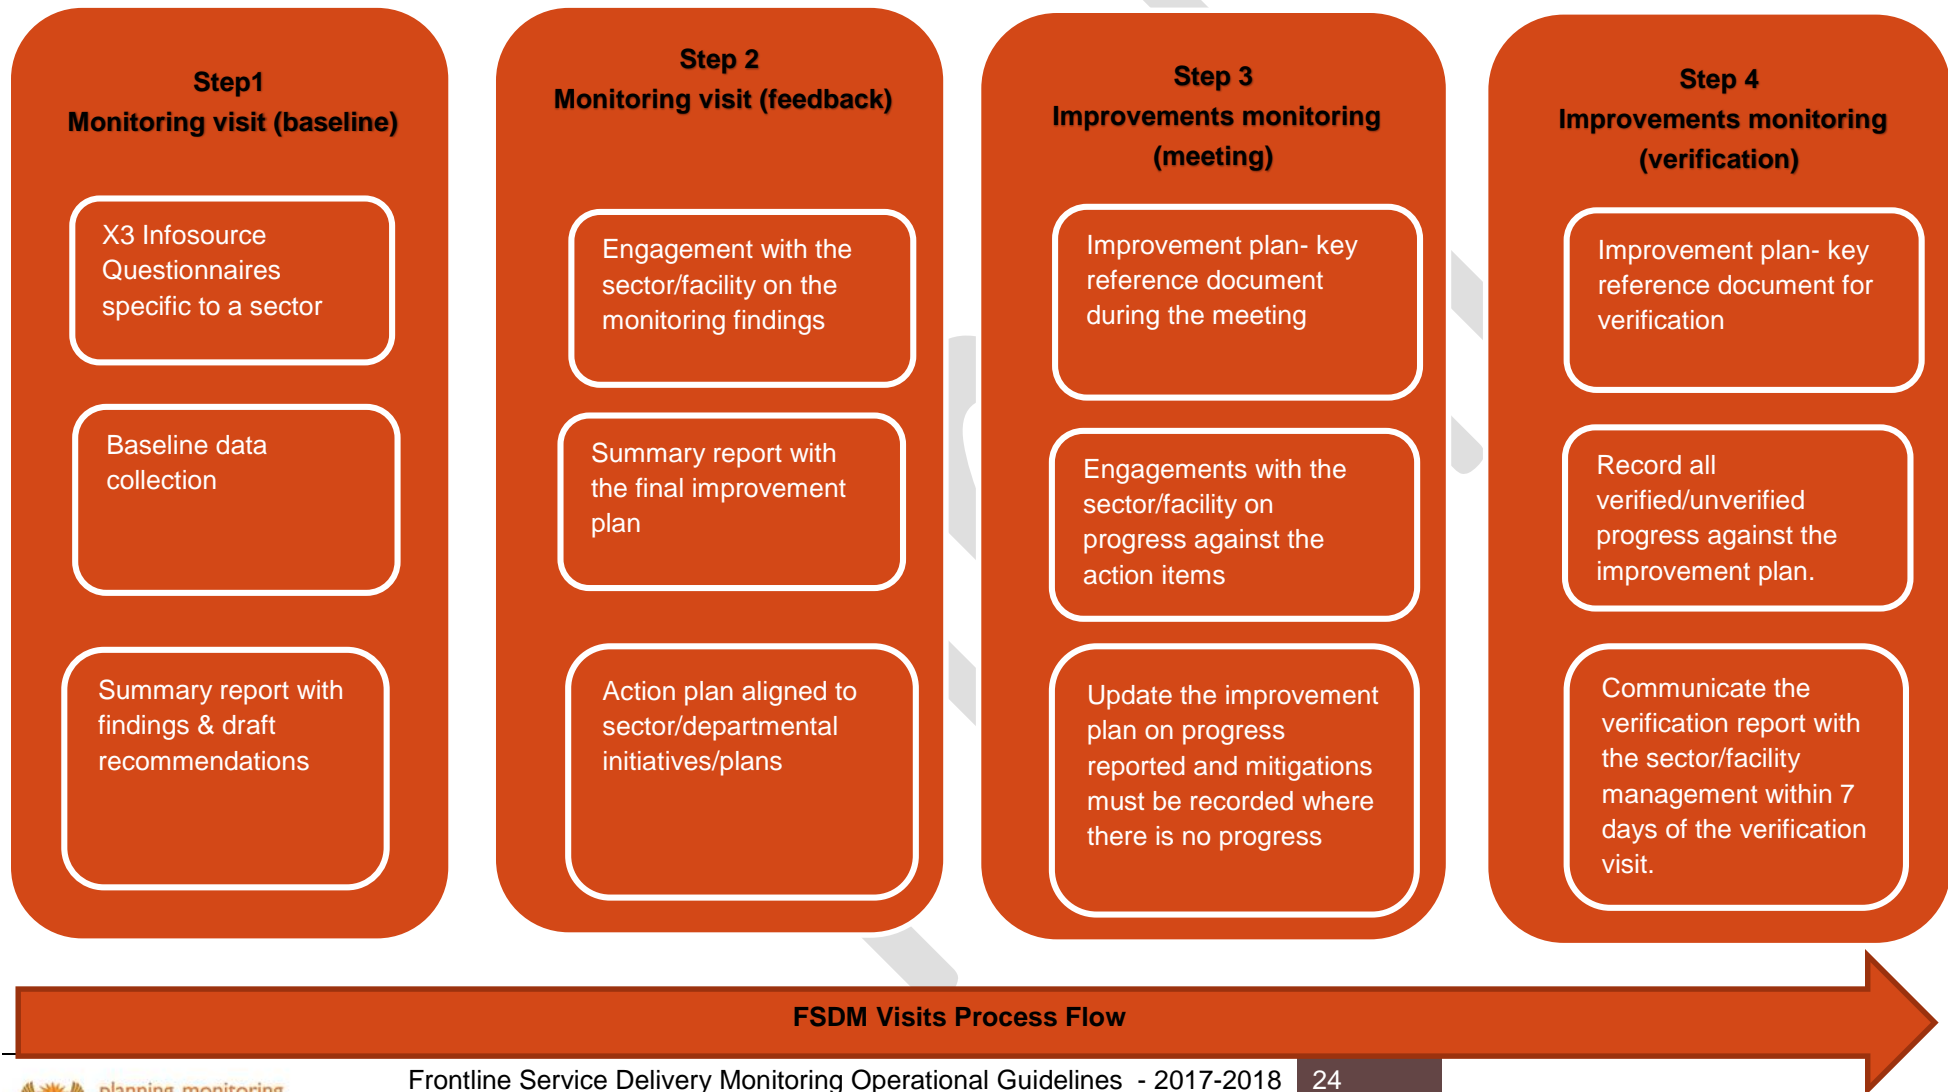 Step1
Monitoring visit (baseline)
X3 Infosource
Questionnaires
specific to a sector
Baseline data
collection
Summary report with
findings & draft
recommendations
Step 2
Monitoring visit (feedback)
Engagement with the
sector/facility on the
monitoring findings
Summary report with
the final improvement
plan
Action plan aligned to
sector/departmental
initiatives/plans
Step 3
Improvements monitoring
(meeting)
Improvement plan- key
reference document
during the meeting
Engagements with the
sector/facility on
progress against the
action items
Update the improvement
plan on progress
reported and mitigations
must be recorded where
there is no progress
Step 4
Improvements monitoring
(verification)
Improvement plan- key
reference document for
verification
Record all
verified/unverified
progress against the
improvement plan.
Communicate the
verification report with
the sector/facility
management within 7
days of the verification
visit.
FSDM Visits Process Flow
planning, monitoring
Frontline Service Delivery Monitoring Operational Guidelines - 2017-2018 24